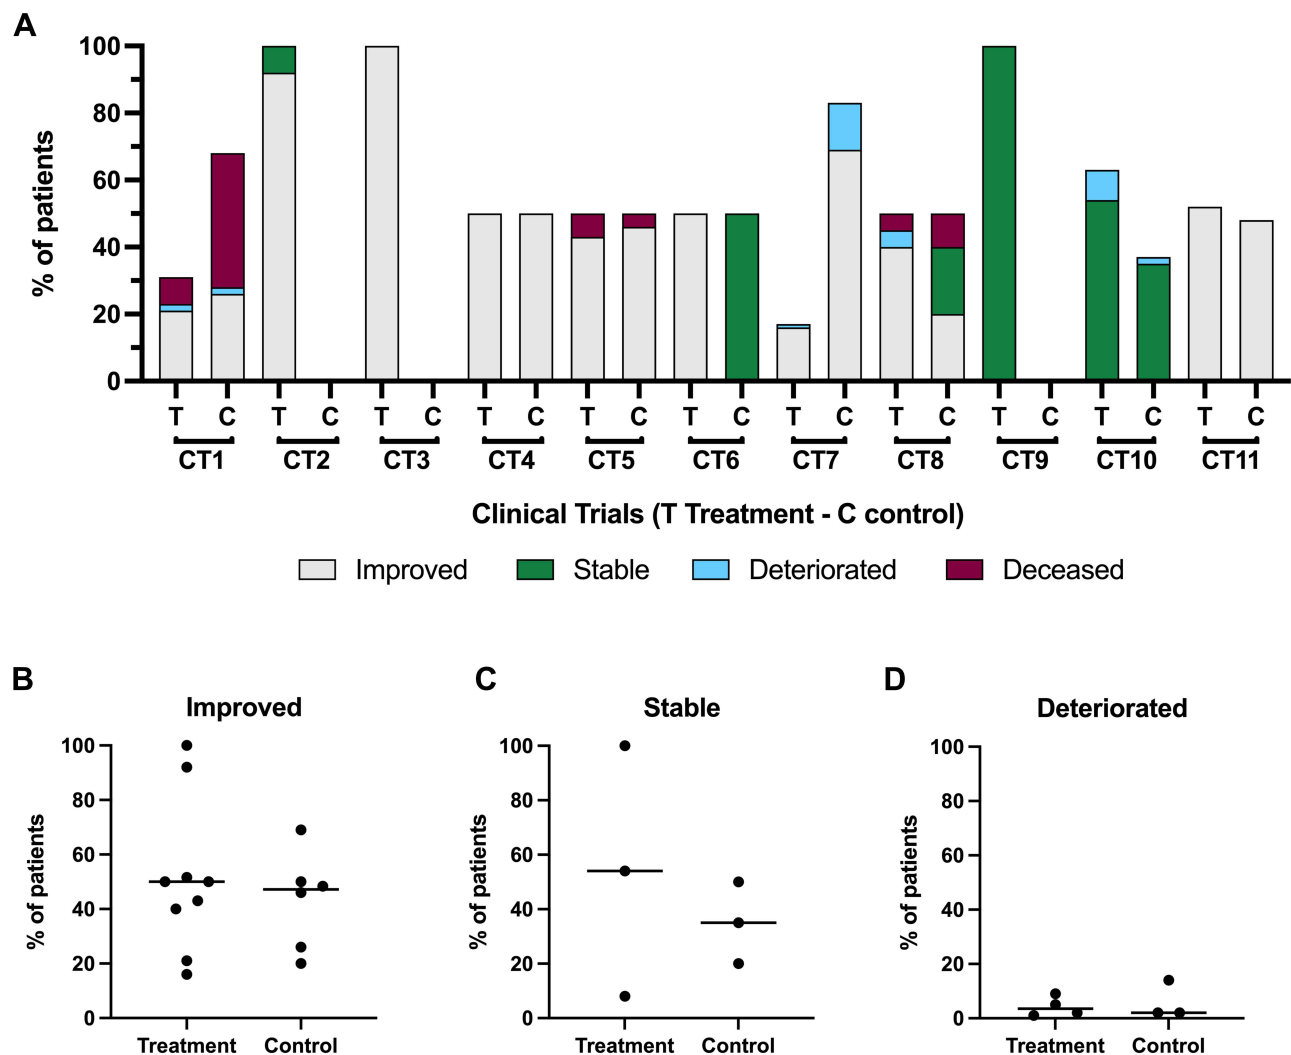 A
% of patients
100
80
60
40
20
0
T C T C T C T C T C T C T C T C T C T C T C
CT1 CT2 CT3 CT4 CT5 CT6 CT7 CT8 CT9 CT10 CT11
Clinical Trials (T Treatment - C control)
Improved Stable Deteriorated Deceased
B
Improved
% of patients
100
80
60
40
20
0
Treatment Control
C
Stable
% of patients
100
80
60
40
20
0
Treatment Control
D
Deteriorated
% of patients
100
80
60
40
20
0
Treatment Control